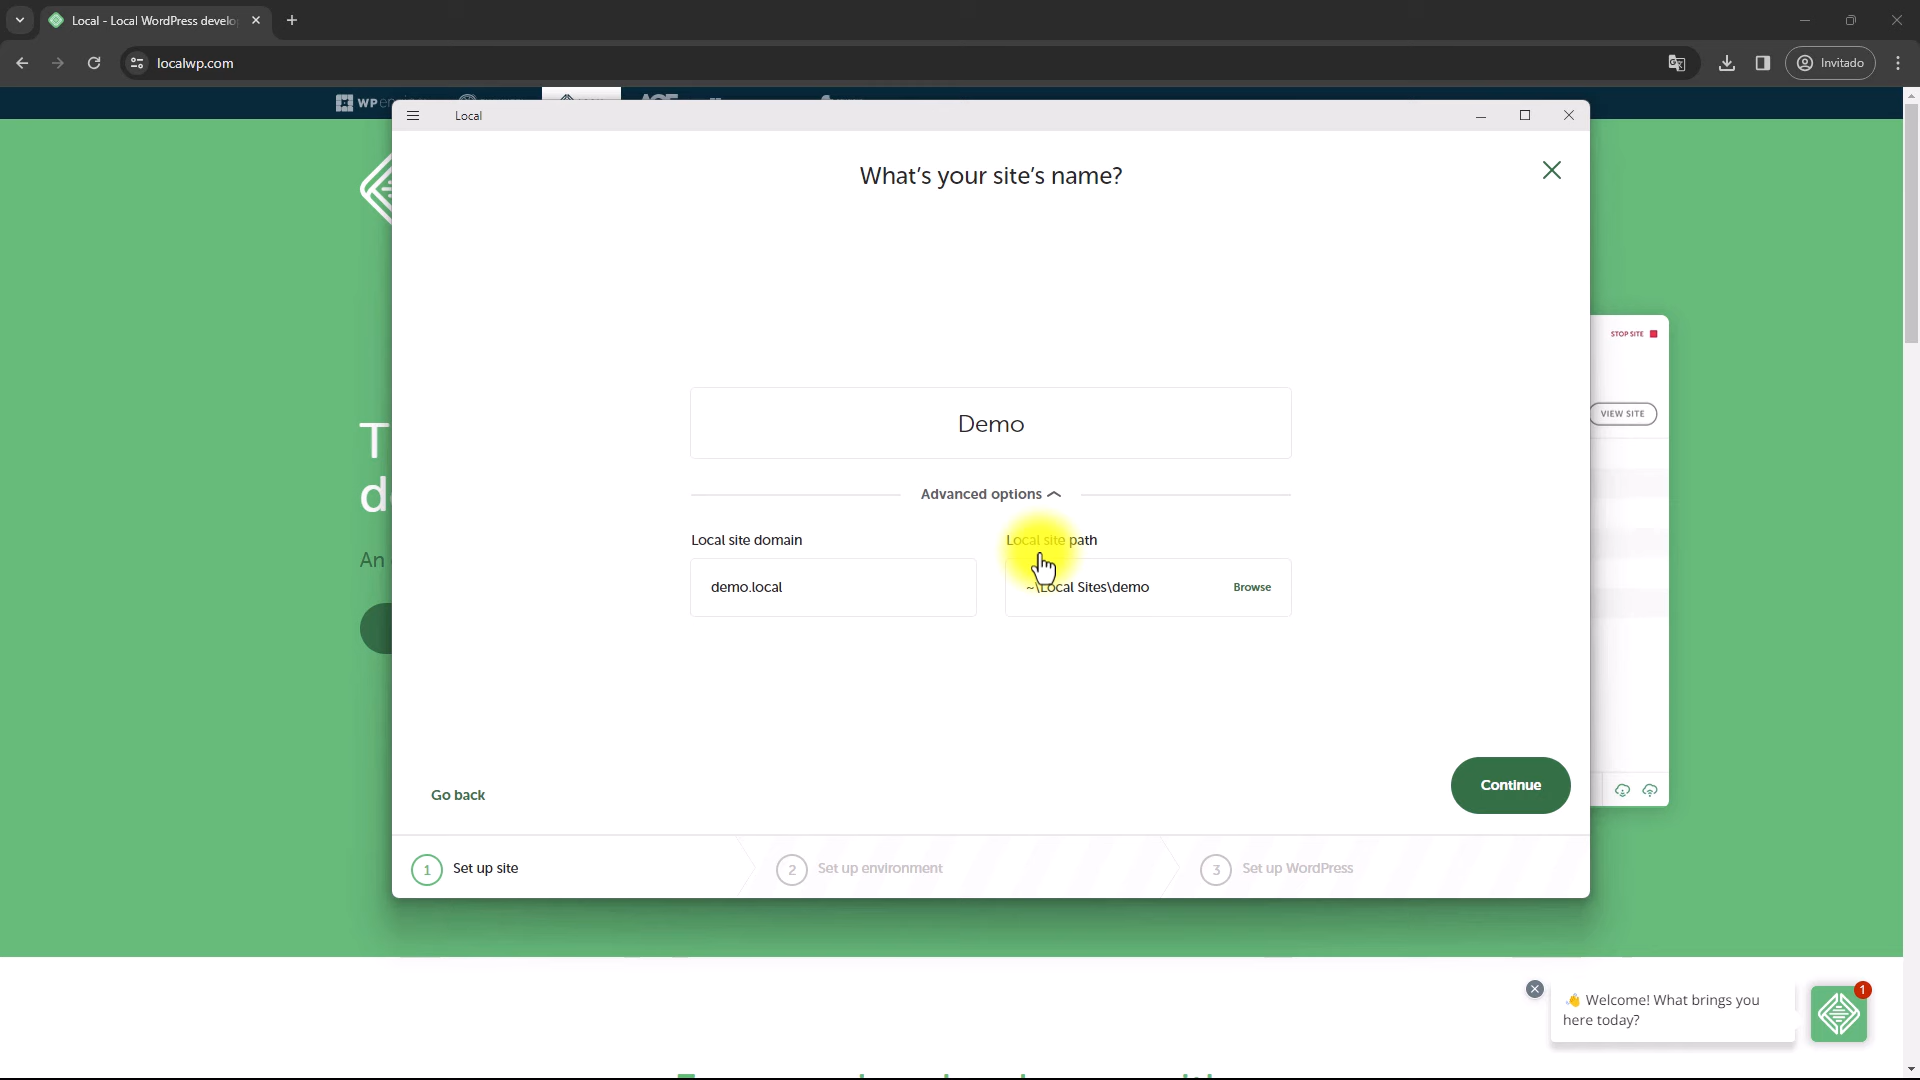 Local - Local WordPress develo
localwp.com
Invitado
WP
Local
What's your site's name?
STOP SITE
VIEW SITE
T
d
An
Demo
Advanced options
Local site domain
Local site path
demo.local
~\Local Sites\demo
Browse
Go back
Continue
1 Set up site
2 Set up environment
3 Set up WordPress
1
👋 Welcome! What brings you
here today?